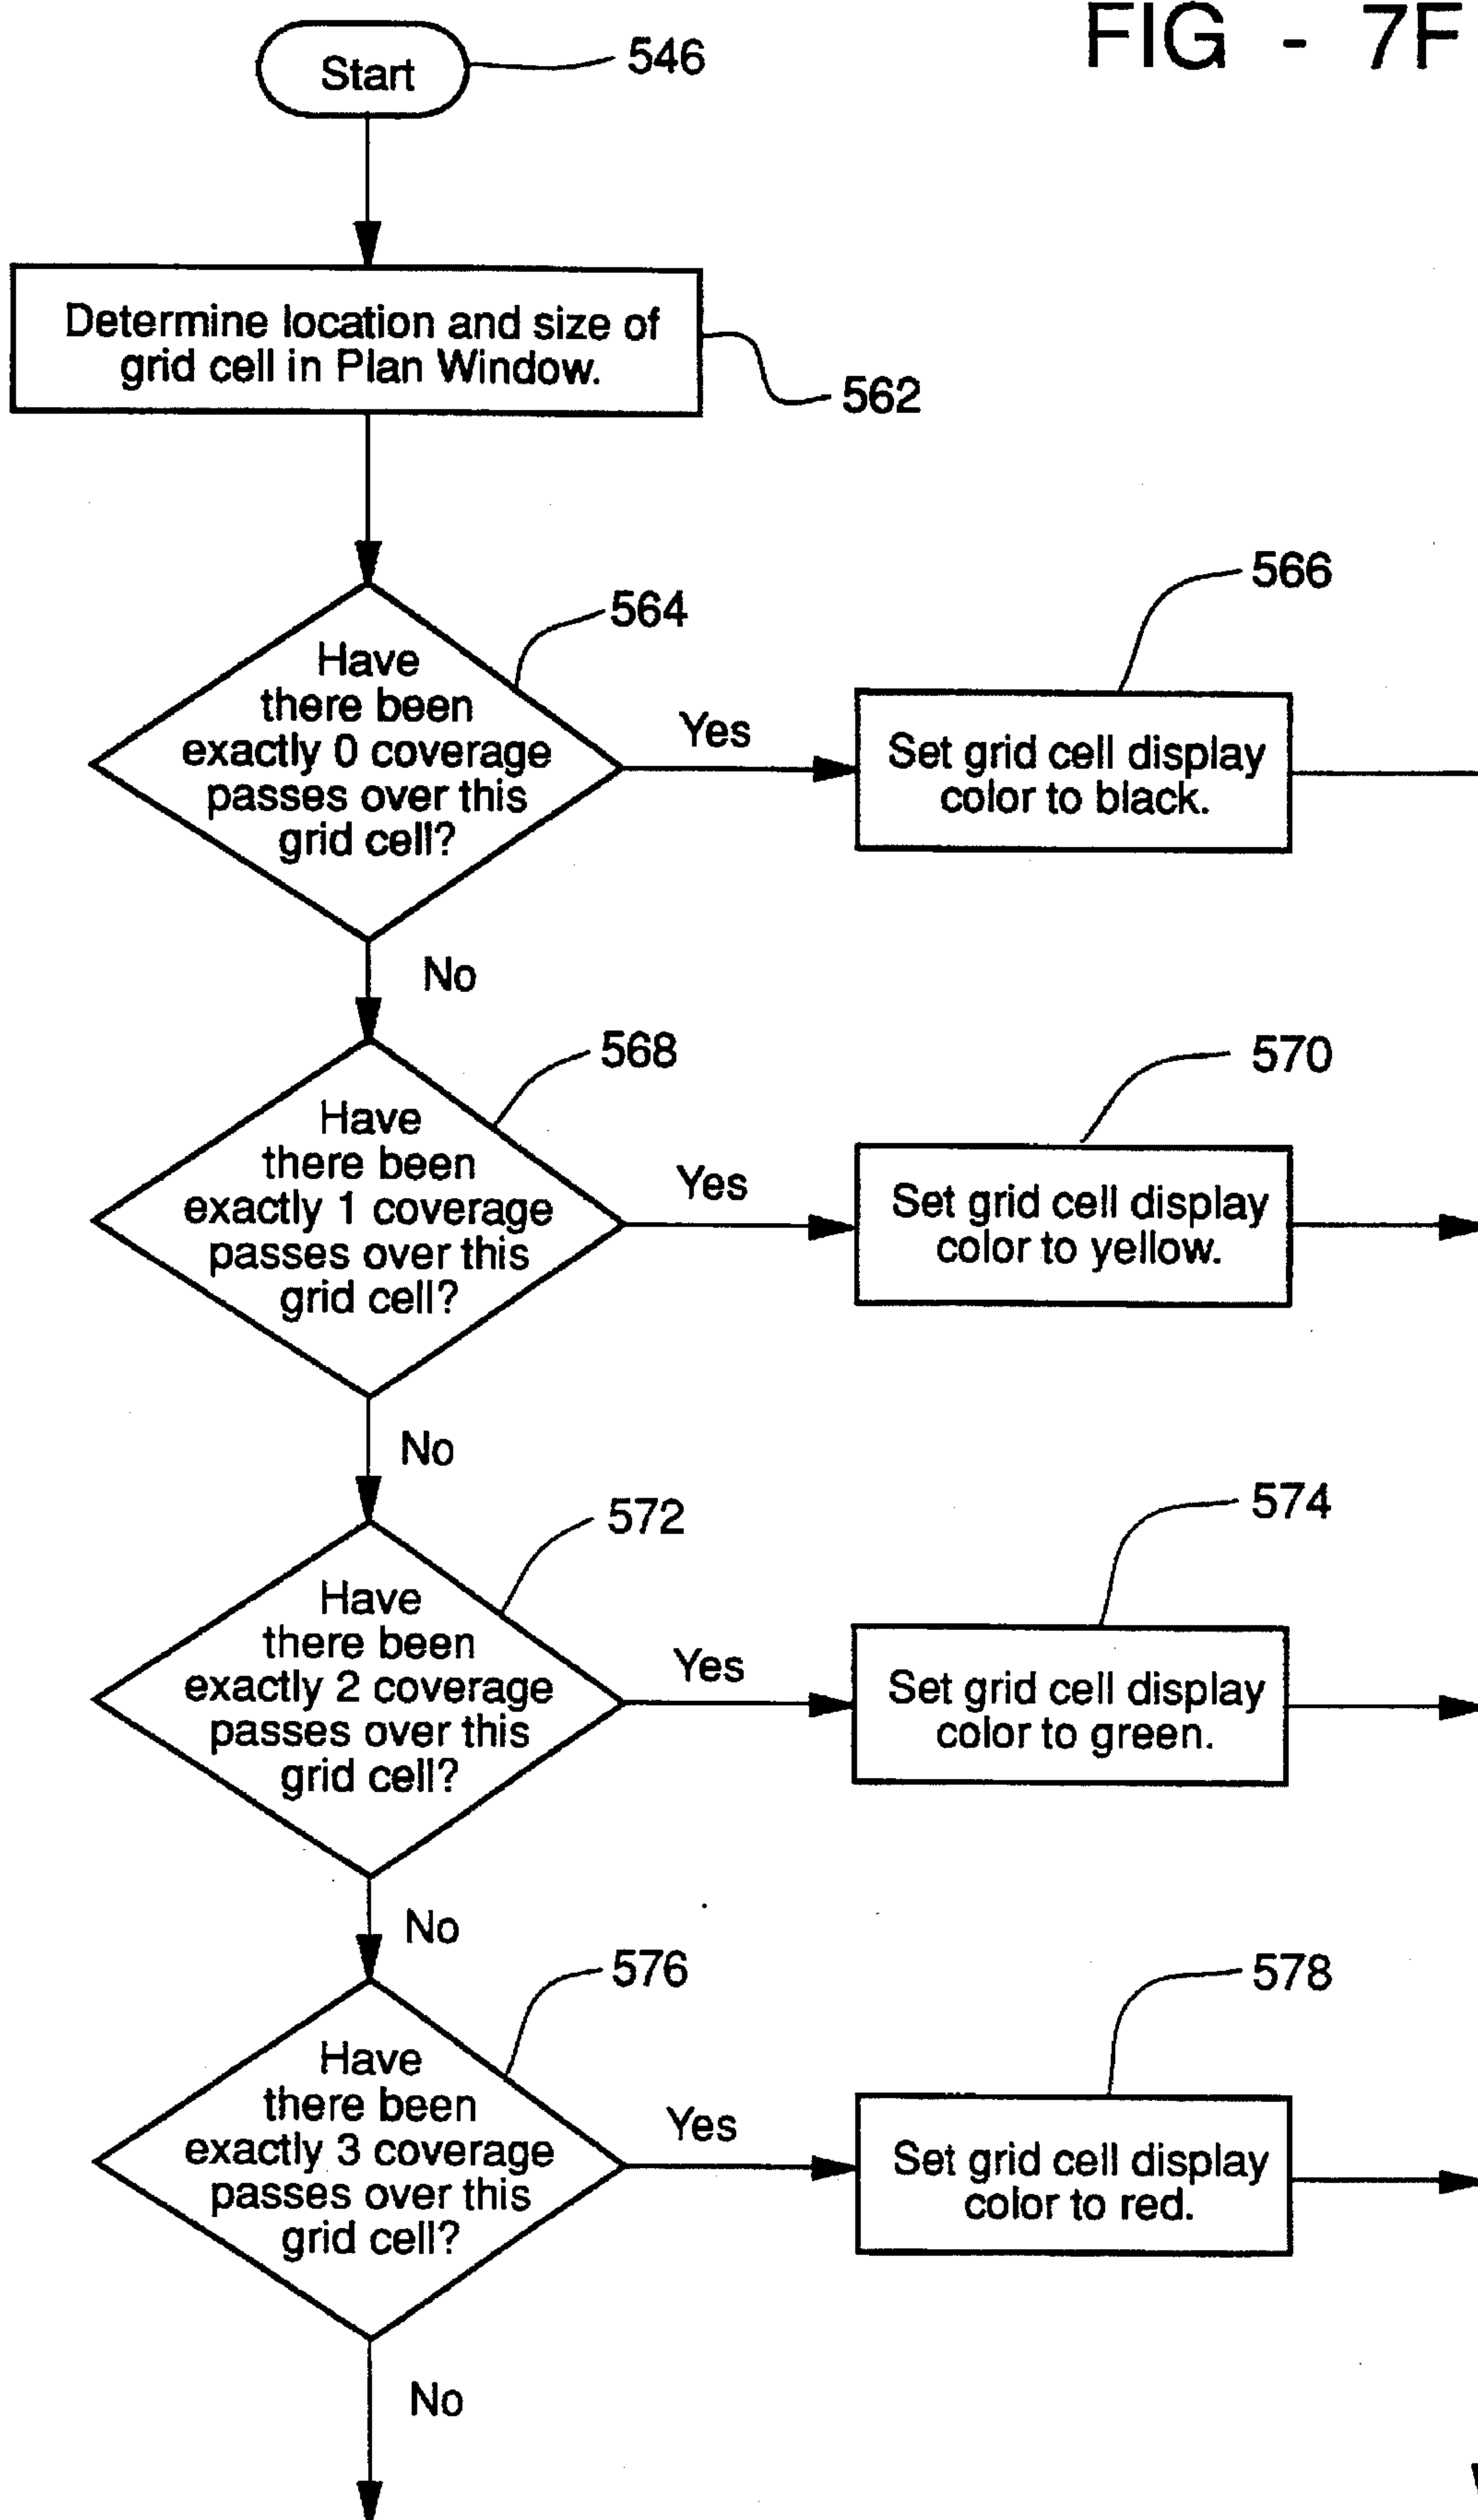 FIG - 7F
Start
546
Determine location and size of
grid cell in Plan Window.
562
564
Have
there been
exactly 0 coverage
passes over this
grid cell?
Yes
566
Set grid cell display
color to black.
No
568
Have
there been
exactly 1 coverage
passes over this
grid cell?
Yes
570
Set grid cell display
color to yellow.
No
572
Have
there been
exactly 2 coverage
passes over this
grid cell?
Yes
574
Set grid cell display
color to green.
No
576
Have
there been
exactly 3 coverage
passes over this
grid cell?
Yes
578
Set grid cell display
color to red.
No